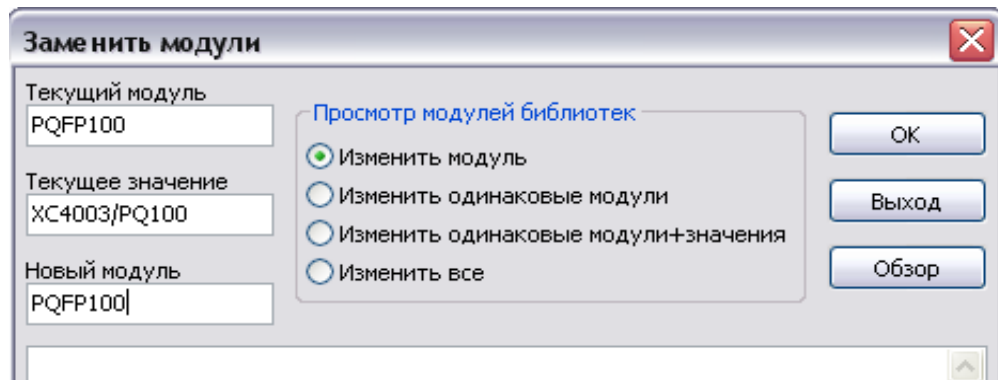 Заменить модули
Текущий модуль
PQFP100
Текущее значение
XC4003/PQ100
Новый модуль
PQFP100
Просмотр модулей библиотек
Изменить модуль
Изменить одинаковые модули
Изменить одинаковые модули+значения
Изменить все
OK
Выход
Обзор